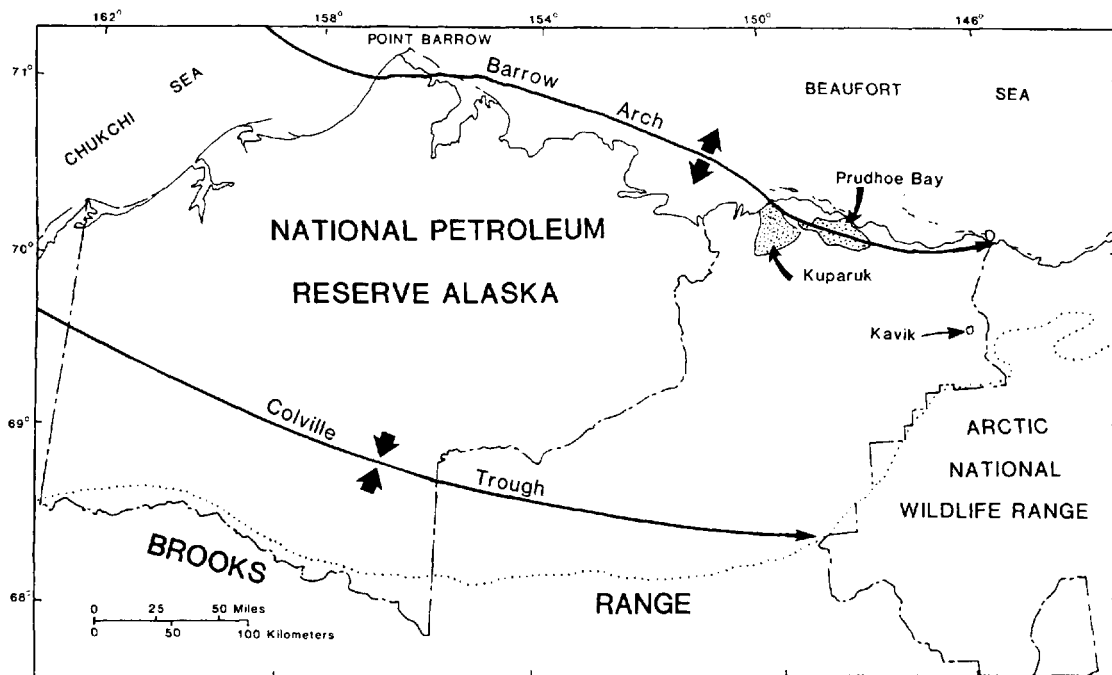 162° 158° 154° 150° 146°
POINT BARROW
71°
CHUKCHI SEA
Barrow Arch
BEAUFORT SEA
Prudhoe Bay
NATIONAL PETROLEUM
RESERVE ALASKA
70°
Kuparuk
Kavik
Colville Trough
69°
ARCTIC
NATIONAL
WILDLIFE RANGE
BROOKS
RANGE
68°
0 25 50 Miles
0 50 100 Kilometers